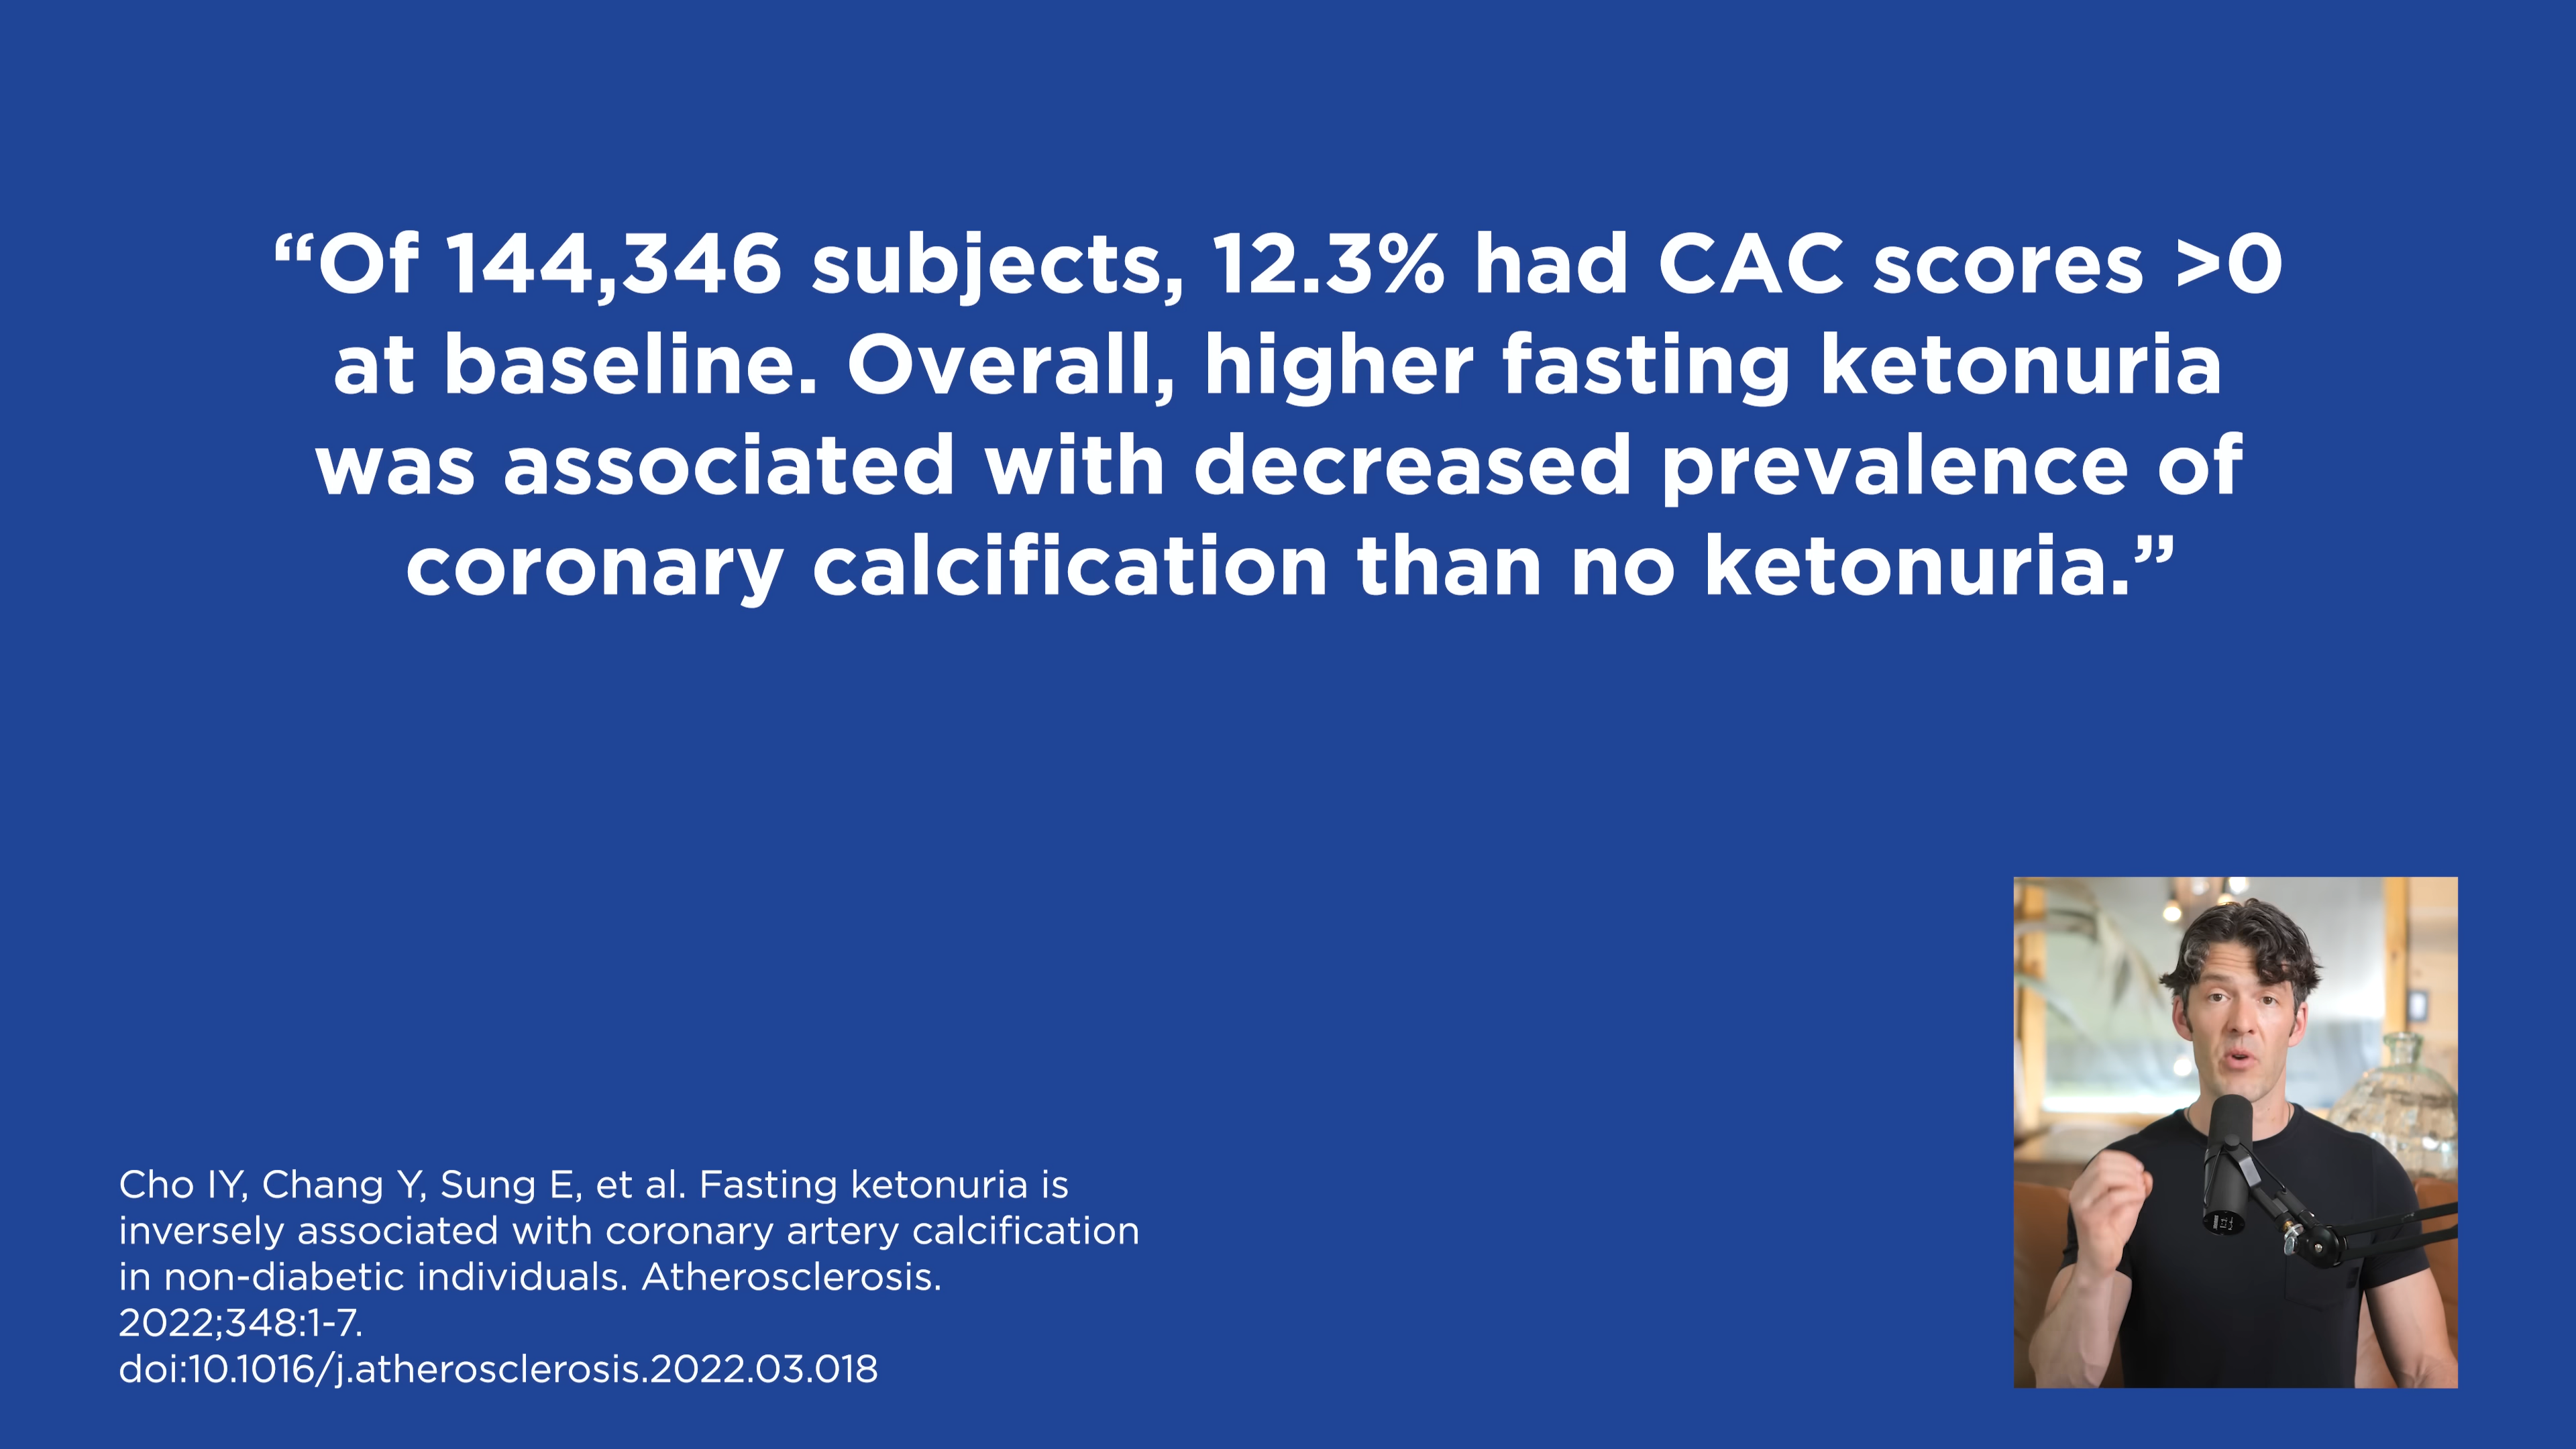 “Of 144,346 subjects, 12.3% had CAC scores >0
at baseline. Overall, higher fasting ketonuria
was associated with decreased prevalence of
coronary calcification than no ketonuria.”
Cho IY, Chang Y, Sung E, et al. Fasting ketonuria is
inversely associated with coronary artery calcification
in non-diabetic individuals. Atherosclerosis.
2022;348:1-7.
doi:10.1016/j.atherosclerosis.2022.03.018